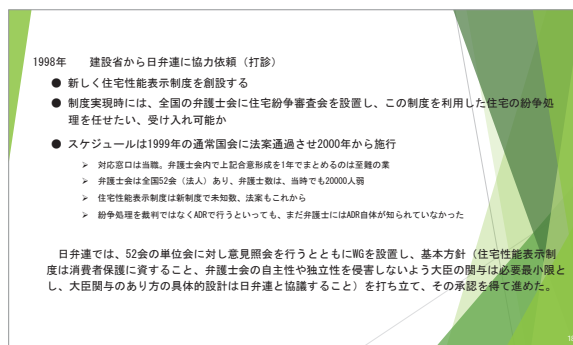 1998年　建設省から日弁連に協力依頼（打診）
● 新しく住宅性能表示制度を創設する
● 制度実現時には、全国の弁護士会に住宅紛争審査会を設置し、この制度を利用した住宅の紛争処
理を任せたい、受け入れ可能か
● スケジュールは1999年の通常国会に法案通過させ2000年から施行
➢ 対応窓口は当職。弁護士会内で上記合意形成を1年でまとめるのは至難の業
➢ 弁護士会は全国52会（法人）あり、弁護士数は、当時でも20000人弱
➢ 住宅性能表示制度は新制度で未知数、法案もこれから
➢ 紛争処理を裁判ではなくADRで行うといっても、まだ弁護士にはADR自体が知られていなかった
日弁連では、52会の単位会に対し意見照会を行うとともにWGを設置し、基本方針（住宅性能表示制
度は消費者保護に資すること、弁護士会の自主性や独立性を侵害しないよう大臣の関与は必要最小限と
し、大臣関与のあり方の具体的設計は日弁連と協議すること）を打ち立て、その承認を得て進めた。